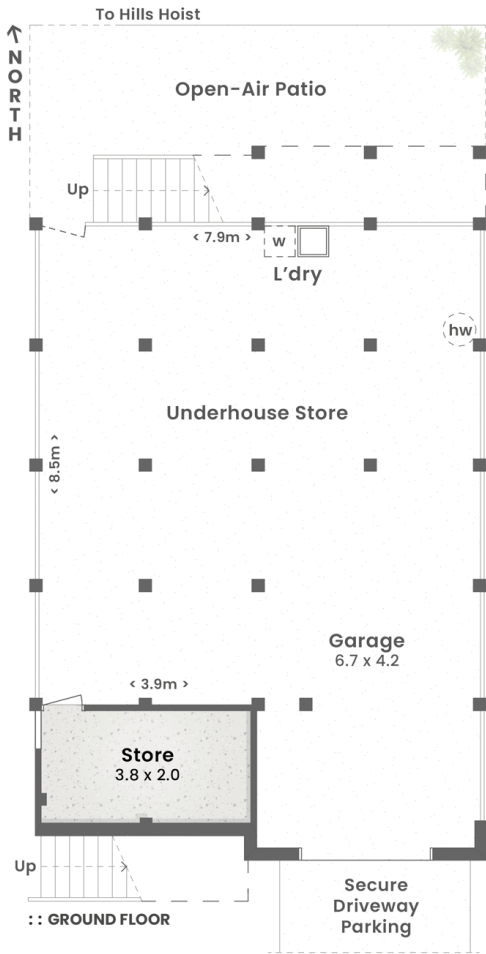 To Hills Hoist
NORTH
Open-Air Patio
Up
< 7.9m >
w
L'dry
hw
Underhouse Store
< 8.5m >
Garage
6.7 x 4.2
< 3.9m >
Store
3.8 x 2.0
Up
:: GROUND FLOOR
Secure
Driveway
Parking